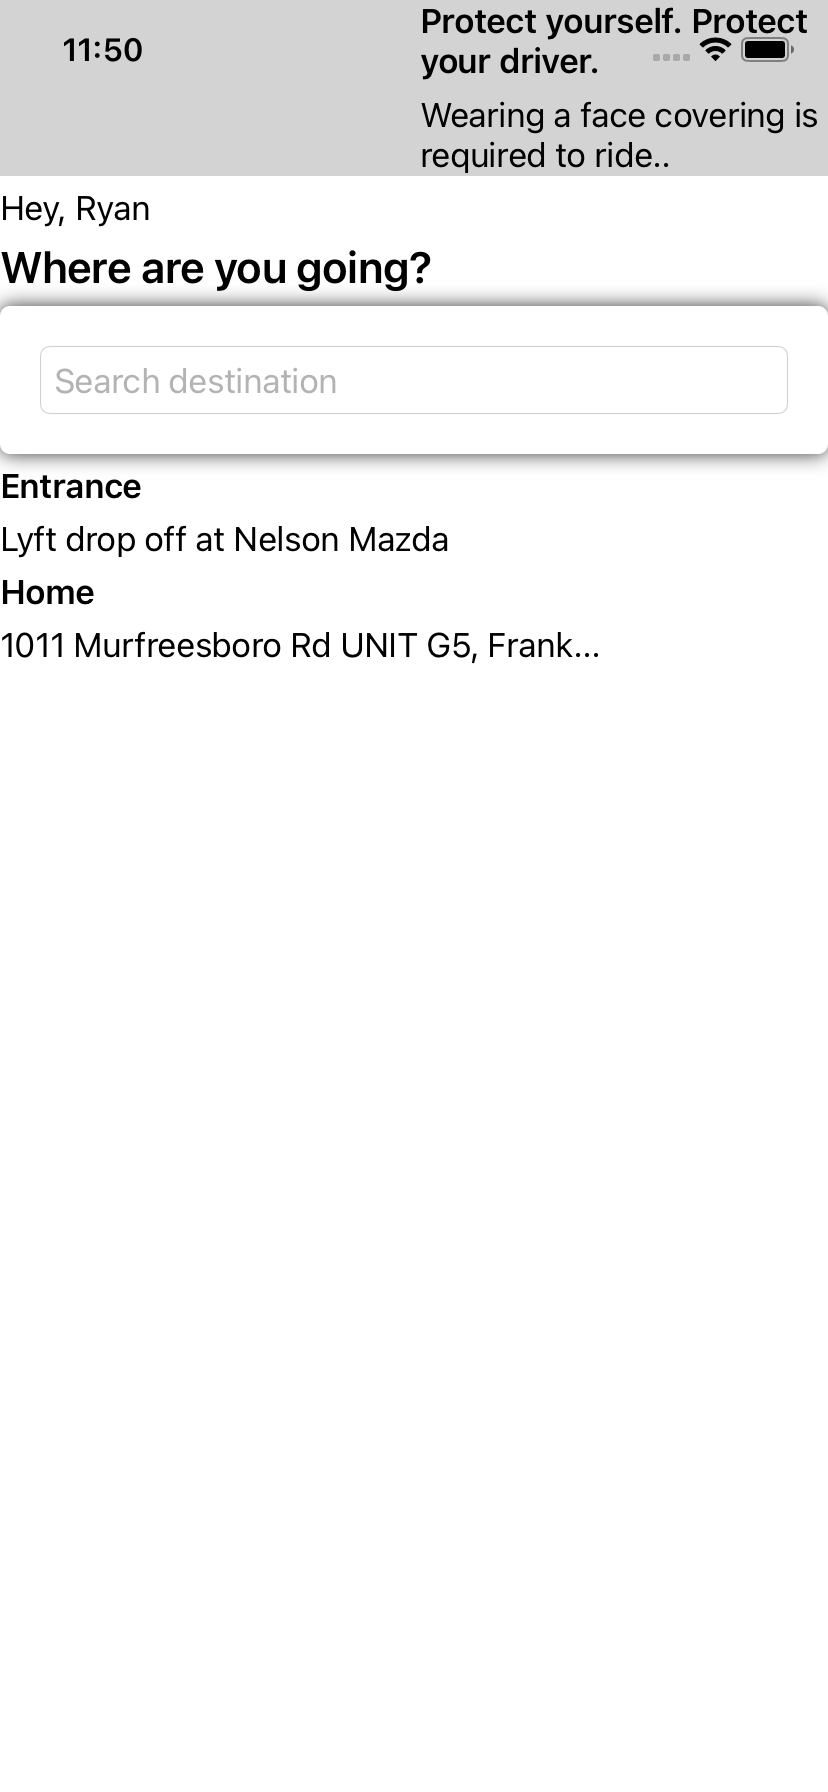 Protect yourself. Protect
11:50
your driver.
Wearing a face covering is
required to ride..
Hey, Ryan
Where are you going?
Search destination
Entrance
Lyft drop off at Nelson Mazda
Home
1011 Murfreesboro Rd UNIT G5, Frank...